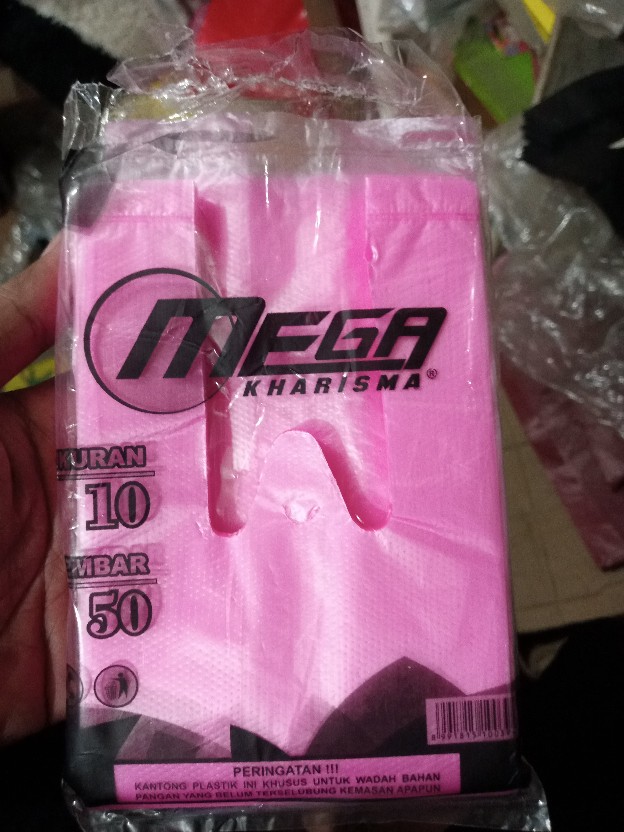 MEGA
KHARISMA®
KURAN
10
MBAR
50
PERINGATAN !!!
KANTONG PLASTIK INI KHUSUS UNTUK WADAH BAHAN
PANGAN YANG BELUM TERSELUBUNG KEMASAN APAPUN